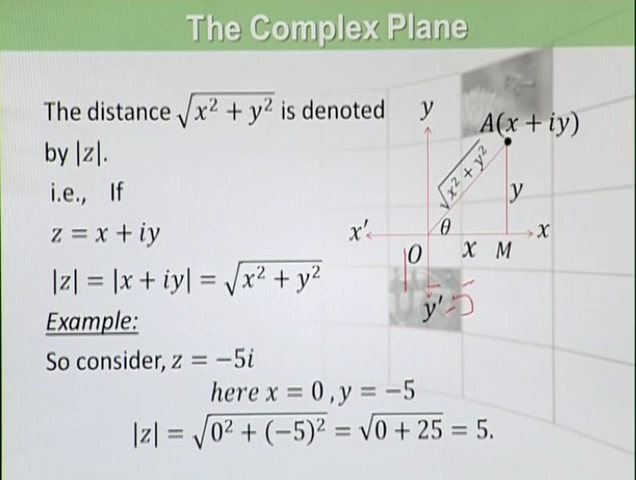 The Complex Plane
The distance √(x² + y²) is denoted
by |z|.
i.e., If
z = x + iy
|z| = |x + iy| = √(x² + y²)
Example:
So consider, z = −5i
here x = 0 , y = −5
|z| = √(0² + (−5)²) = √(0 + 25) = 5.
y
A(x + iy)
√(x² + y²)
y
x′
θ
x
O
x
M
y′
-5